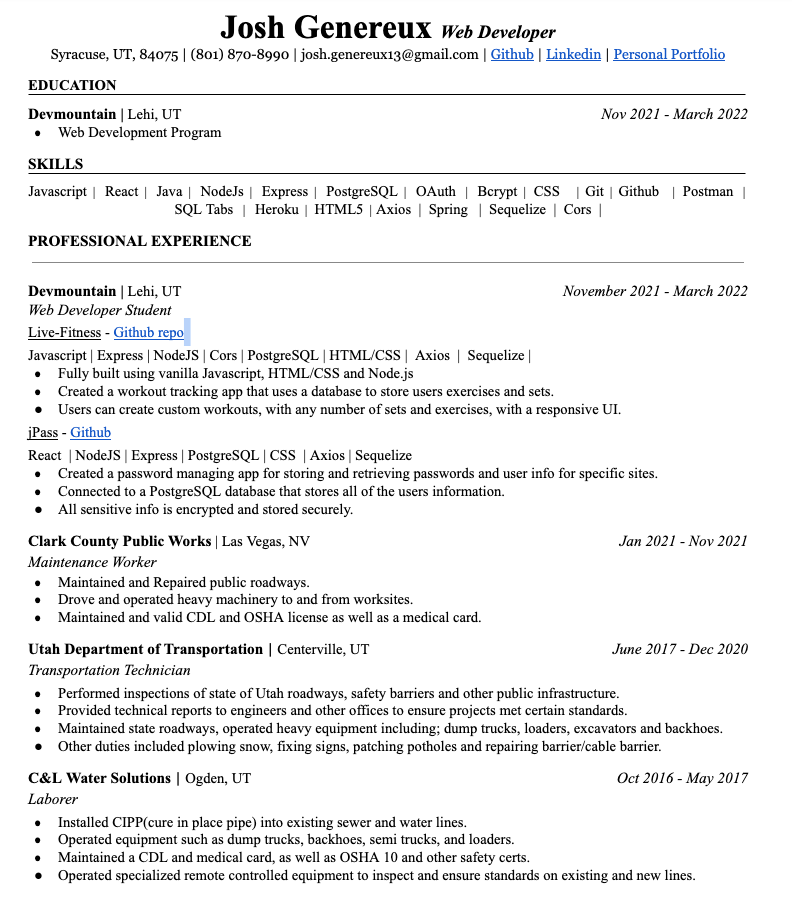 Josh Genereux Web Developer
Syracuse, UT, 84075 | (801) 870-8990 | josh.genereux13@gmail.com | Github | Linkedin | Personal Portfolio
EDUCATION
Devmountain | Lehi, UT Nov 2021 - March 2022
● Web Development Program
SKILLS
Javascript | React | Java | NodeJs | Express | PostgreSQL | OAuth | Bcrypt | CSS | Git | Github | Postman |
SQL Tabs | Heroku | HTML5 | Axios | Spring | Sequelize | Cors |
PROFESSIONAL EXPERIENCE
Devmountain | Lehi, UT November 2021 - March 2022
Web Developer Student
Live-Fitness - Github repo
Javascript | Express | NodeJS | Cors | PostgreSQL | HTML/CSS | Axios | Sequelize |
● Fully built using vanilla Javascript, HTML/CSS and Node.js
● Created a workout tracking app that uses a database to store users exercises and sets.
● Users can create custom workouts, with any number of sets and exercises, with a responsive UI.
jPass - Github
React | NodeJS | Express | PostgreSQL | CSS | Axios | Sequelize
● Created a password managing app for storing and retrieving passwords and user info for specific sites.
● Connected to a PostgreSQL database that stores all of the users information.
● All sensitive info is encrypted and stored securely.
Clark County Public Works | Las Vegas, NV Jan 2021 - Nov 2021
Maintenance Worker
● Maintained and Repaired public roadways.
● Drove and operated heavy machinery to and from worksites.
● Maintained and valid CDL and OSHA license as well as a medical card.
Utah Department of Transportation | Centerville, UT June 2017 - Dec 2020
Transportation Technician
● Performed inspections of state of Utah roadways, safety barriers and other public infrastructure.
● Provided technical reports to engineers and other offices to ensure projects met certain standards.
● Maintained state roadways, operated heavy equipment including; dump trucks, loaders, excavators and backhoes.
● Other duties included plowing snow, fixing signs, patching potholes and repairing barrier/cable barrier.
C&L Water Solutions | Ogden, UT Oct 2016 - May 2017
Laborer
● Installed CIPP(cure in place pipe) into existing sewer and water lines.
● Operated equipment such as dump trucks, backhoes, semi trucks, and loaders.
● Maintained a CDL and medical card, as well as OSHA 10 and other safety certs.
● Operated specialized remote controlled equipment to inspect and ensure standards on existing and new lines.